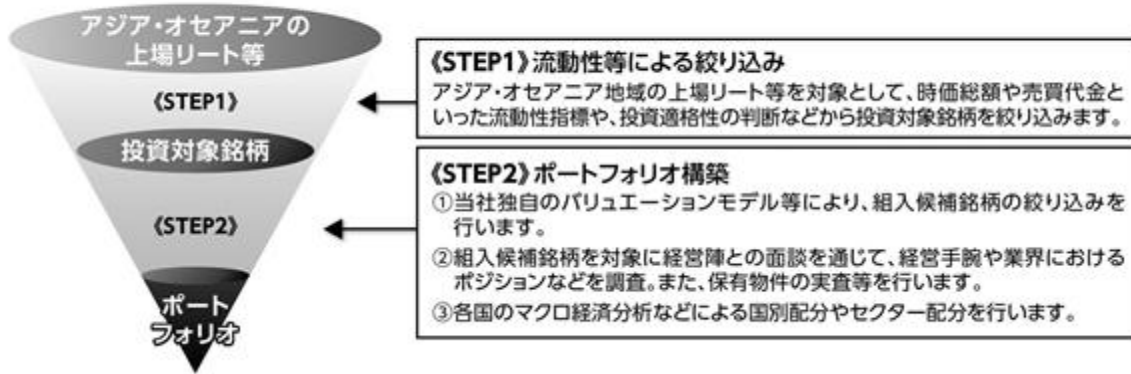 アジア・オセアニアの
上場リート等
《STEP1》
投資対象銘柄
《STEP2》
ポート
フォリオ
《STEP1》流動性等による絞り込み
アジア・オセアニア地域の上場リート等を対象として、時価総額や売買代金と
いった流動性指標や、投資適格性の判断などから投資対象銘柄を絞り込みます。
《STEP2》ポートフォリオ構築
①当社独自のバリュエーションモデル等により、組入候補銘柄の絞り込みを
行います。
②組入候補銘柄を対象に経営陣との面談を通じて、経営手腕や業界における
ポジションなどを調査。また、保有物件の実査等を行います。
③各国のマクロ経済分析などによる国別配分やセクター配分を行います。